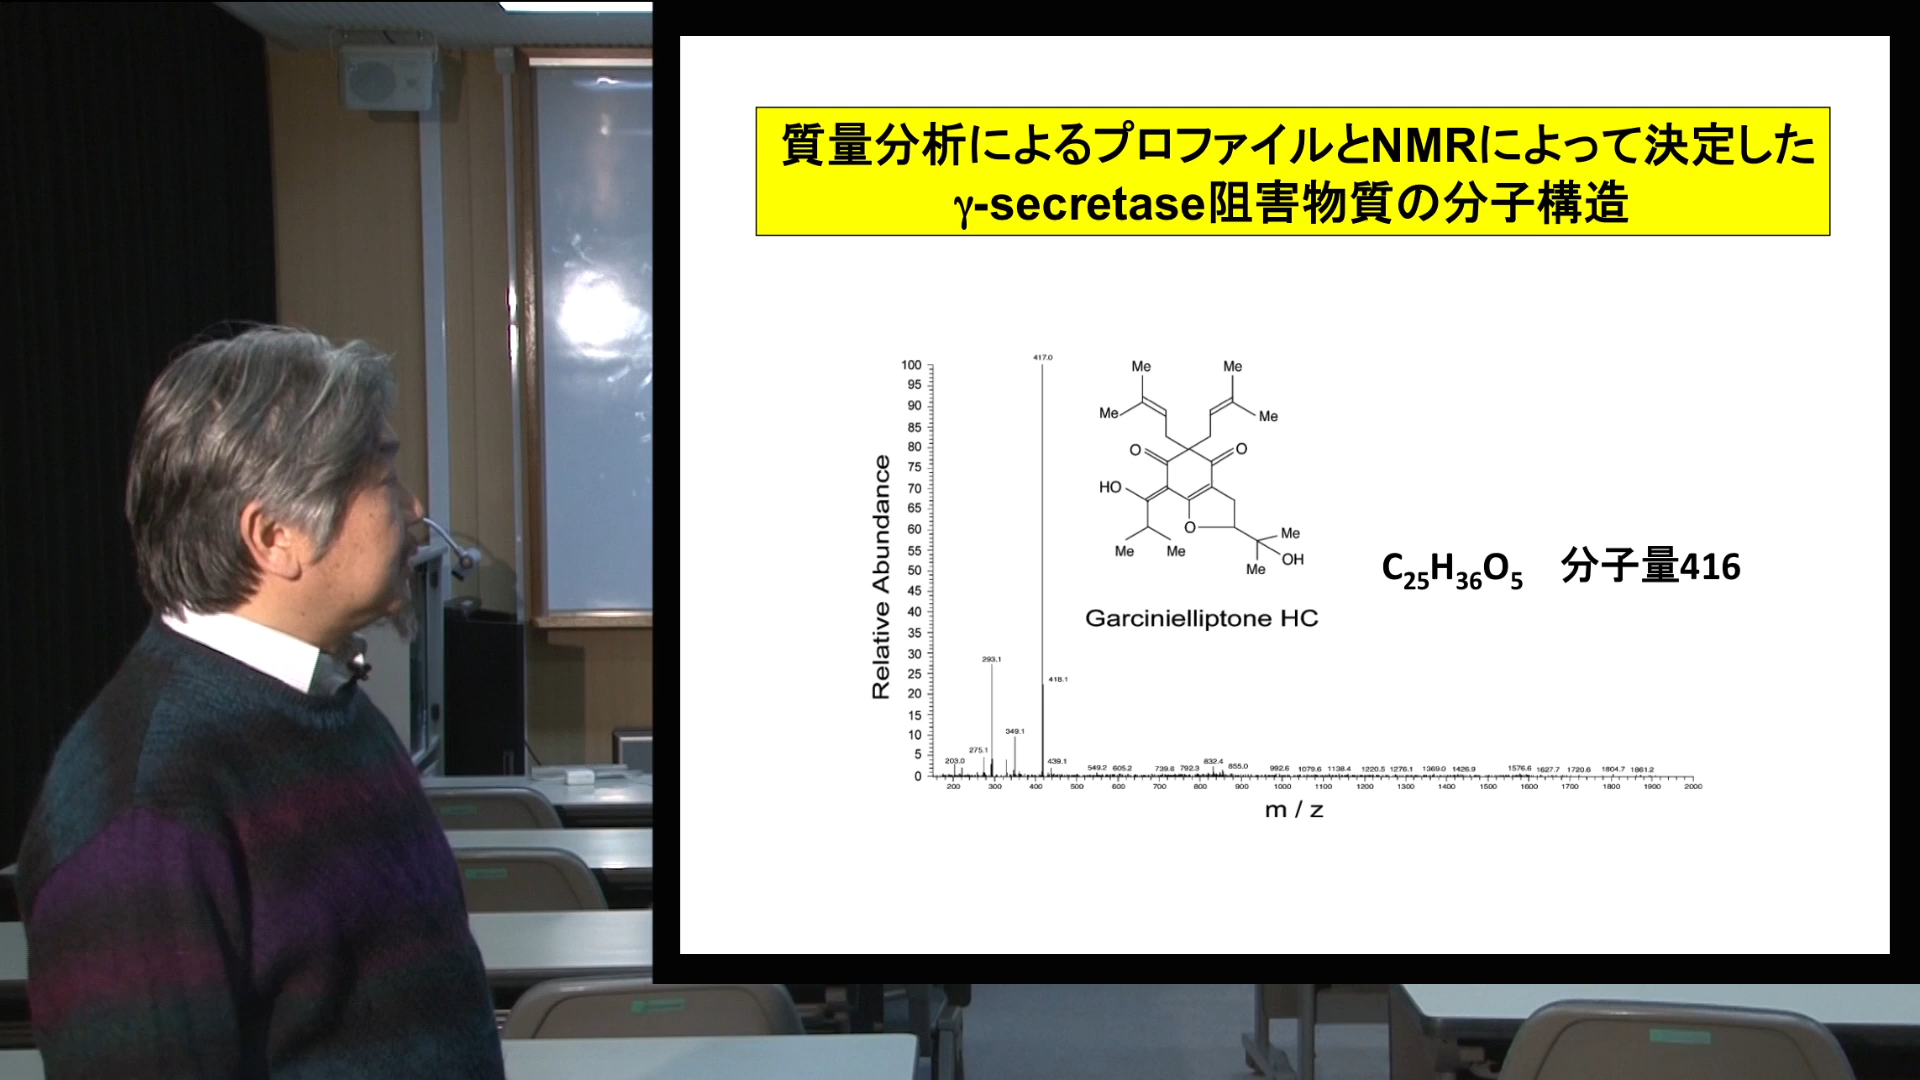 質量分析によるプロファイルとNMRによって決定した
γ-secretase阻害物質の分子構造
Relative Abundance
100
95
90
85
80
75
70
65
60
55
50
45
40
35
30
25
20
15
10
5
0
417.0
293.1
418.1
349.1
275.1
203.0
439.1
549.2 605.2 739.6 792.3 832.4 855.0 992.6 1079.6 1138.4 1220.5 1276.1 1369.0 1426.9 1576.6 1627.7 1720.6 1804.7 1861.2
200 300 400 500 600 700 800 900 1000 1100 1200 1300 1400 1500 1600 1700 1800 1900 2000
m / z
Me Me
Me Me
O O
HO
O Me
Me Me OH
Me
Garcinielliptone HC
C25H36O5 分子量416